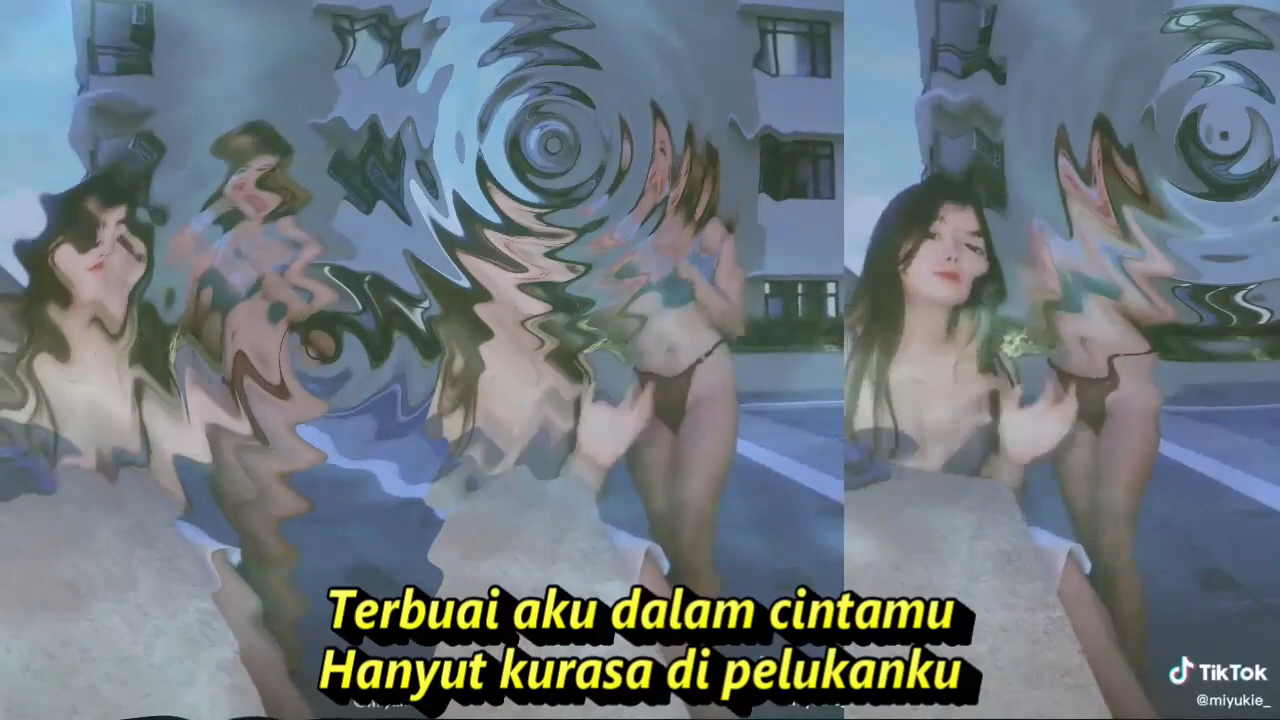 Terbuai aku dalam cintamu
Hanyut kurasa di pelukanku
TikTok
@miyukie_